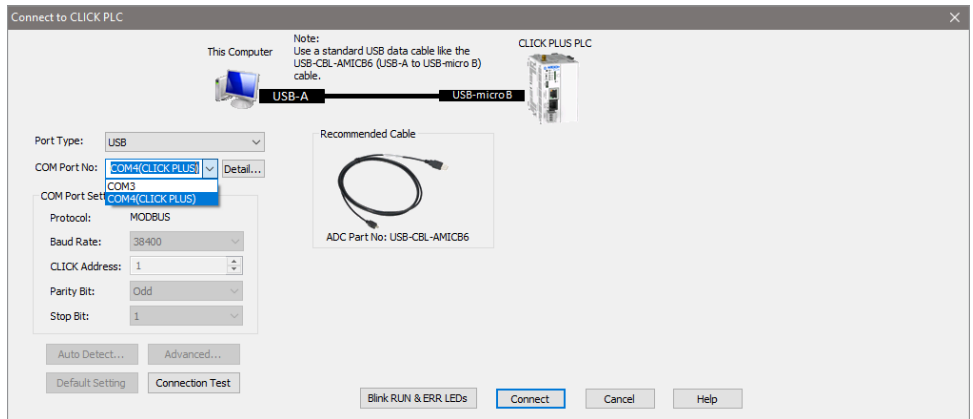 Connect to CLICK PLC
Note:
This Computer
Use a standard USB data cable like the
USB-CBL-AMICB6 (USB-A to USB-micro B)
cable.
CLICK PLUS PLC
USB-A
USB-micro B
Port Type:
USB
COM Port No:
COM4(CLICK PLUS)
Detail...
COM3
COM4(CLICK PLUS)
COM Port Sett
Protocol:
MODBUS
Baud Rate:
38400
CLICK Address:
1
Parity Bit:
Odd
Stop Bit:
1
Auto Detect...
Advanced...
Default Setting
Connection Test
Recommended Cable
ADC Part No: USB-CBL-AMICB6
Blink RUN & ERR LEDs
Connect
Cancel
Help